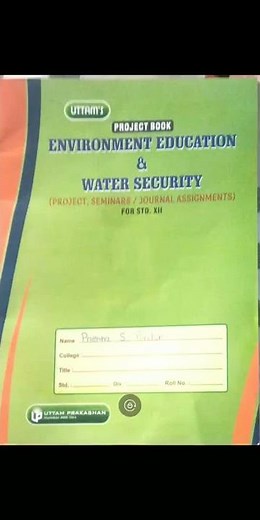 UTTAM'S
PROJECT BOOK
ENVIRONMENT EDUCATION
&
WATER SECURITY
(PROJECT, SEMINARS / JOURNAL ASSIGNMENTS)
FOR STD. XII
Name S
College
Title
Std. Div Roll No
UTTAM PRAKASHAN